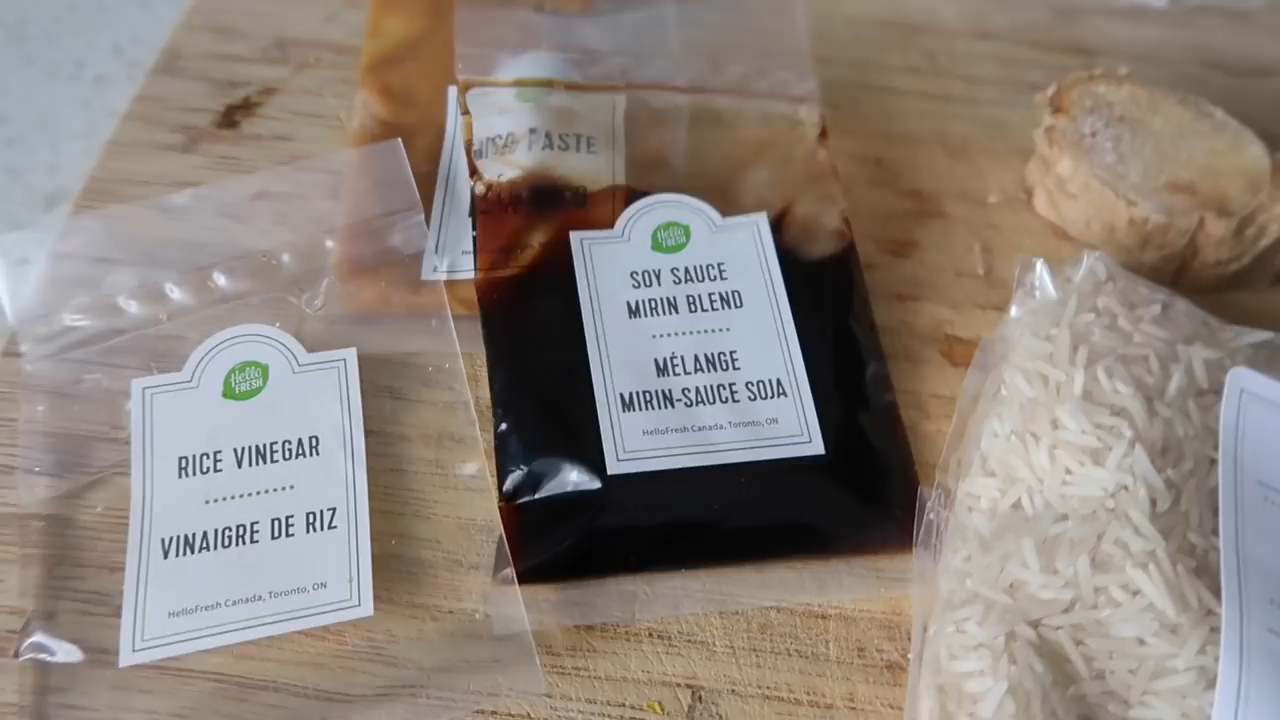 PASTE
Hello
FRESH
SOY SAUCE
MIRIN BLEND
MÉLANGE
MIRIN-SAUCE SOJA
HelloFresh Canada, Toronto, ON
Hello
FRESH
RICE VINEGAR
VINAIGRE DE RIZ
HelloFresh Canada, Toronto, ON